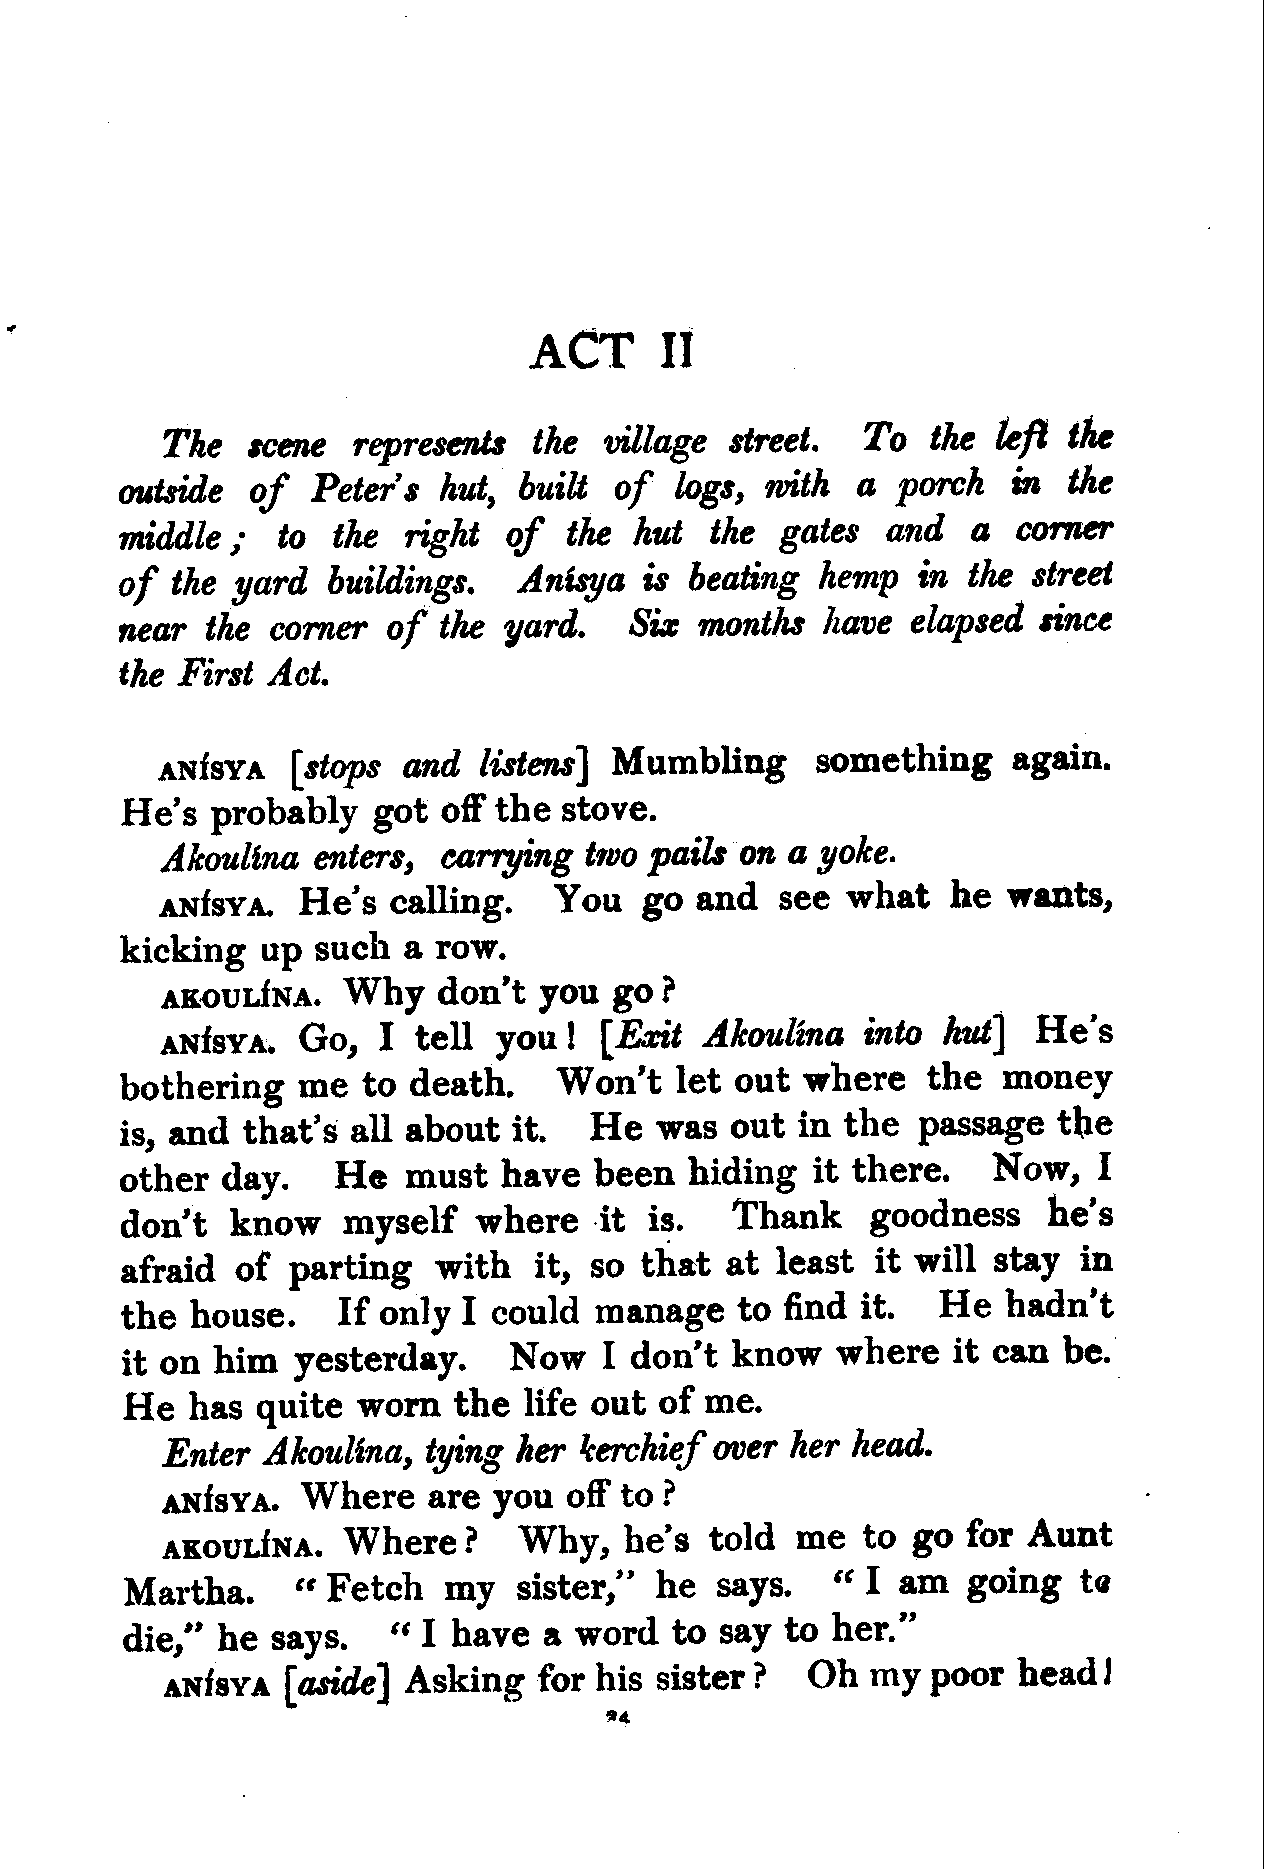 ACT II
The scene represents the village street. To the left the
outside of Peter's hut, built of logs, with a porch in the
middle; to the right of the hut the gates and a corner
of the yard buildings. Anísya is beating hemp in the street
near the corner of the yard. Six months have elapsed since
the First Act.
ANÍSYA [stops and listens] Mumbling something again.
He's probably got off the stove.
Akoulína enters, carrying two pails on a yoke.
ANÍSYA. He's calling. You go and see what he wants,
kicking up such a row.
AKOULÍNA. Why don't you go?
ANÍSYA. Go, I tell you! [Exit Akoulína into hut] He's
bothering me to death. Won't let out where the money
is, and that's all about it. He was out in the passage the
other day. He must have been hiding it there. Now, I
don't know myself where it is. Thank goodness he's
afraid of parting with it, so that at least it will stay in
the house. If only I could manage to find it. He hadn't
it on him yesterday. Now I don't know where it can be.
He has quite worn the life out of me.
Enter Akoulína, tying her kerchief over her head.
ANÍSYA. Where are you off to?
AKOULÍNA. Where? Why, he's told me to go for Aunt
Martha. "Fetch my sister," he says. "I am going to
die," he says. "I have a word to say to her."
ANÍSYA [aside] Asking for his sister? Oh my poor head!
24